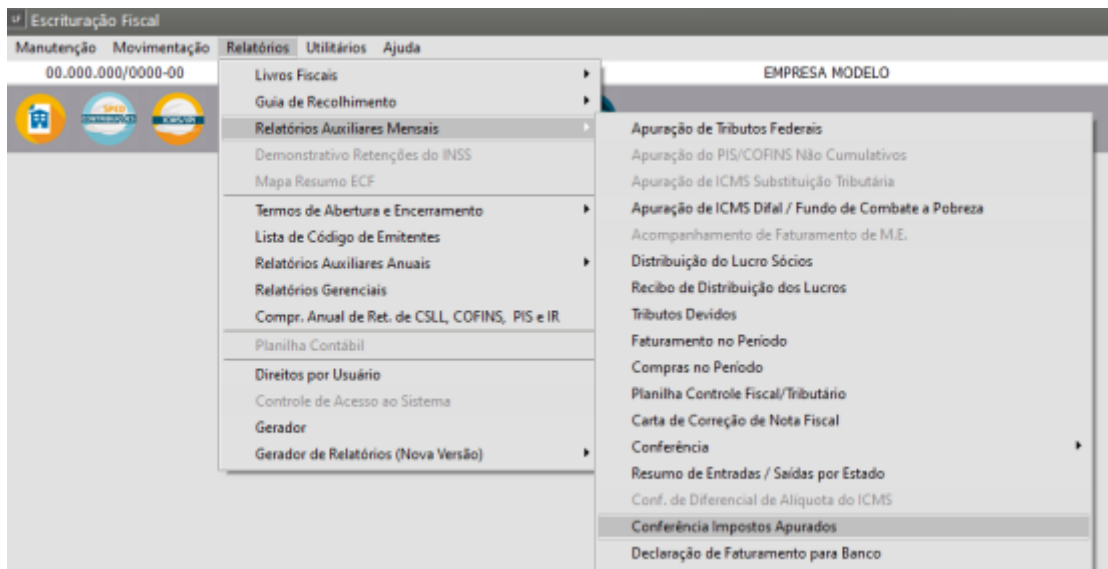 Escrituração Fiscal
Manutenção Movimentação Relatórios Utilitários Ajuda
00.000.000/0000-00 EMPRESA MODELO
Livros Fiscais
Guia de Recolhimento
Relatórios Auxiliares Mensais
Demonstrativo Retenções do INSS
Mapa Resumo ECF
Termos de Abertura e Encerramento
Lista de Código de Emitentes
Relatórios Auxiliares Anuais
Relatórios Gerenciais
Compr. Anual de Ret. de CSLL, COFINS, PIS e IR
Planilha Contábil
Direitos por Usuário
Controle de Acesso ao Sistema
Gerador
Gerador de Relatórios (Nova Versão)
Apuração de Tributos Federais
Apuração do PIS/COFINS Não Cumulativos
Apuração de ICMS Substituição Tributária
Apuração de ICMS Difal / Fundo de Combate a Pobreza
Acompanhamento de Faturamento de M.E.
Distribuição do Lucro Sócios
Recibo de Distribuição dos Lucros
Tributos Devidos
Faturamento no Período
Compras no Período
Planilha Controle Fiscal/Tributário
Carta de Correção de Nota Fiscal
Conferência
Resumo de Entradas / Saídas por Estado
Conf. de Diferencial de Alíquota do ICMS
Conferência Impostos Apurados
Declaração de Faturamento para Banco